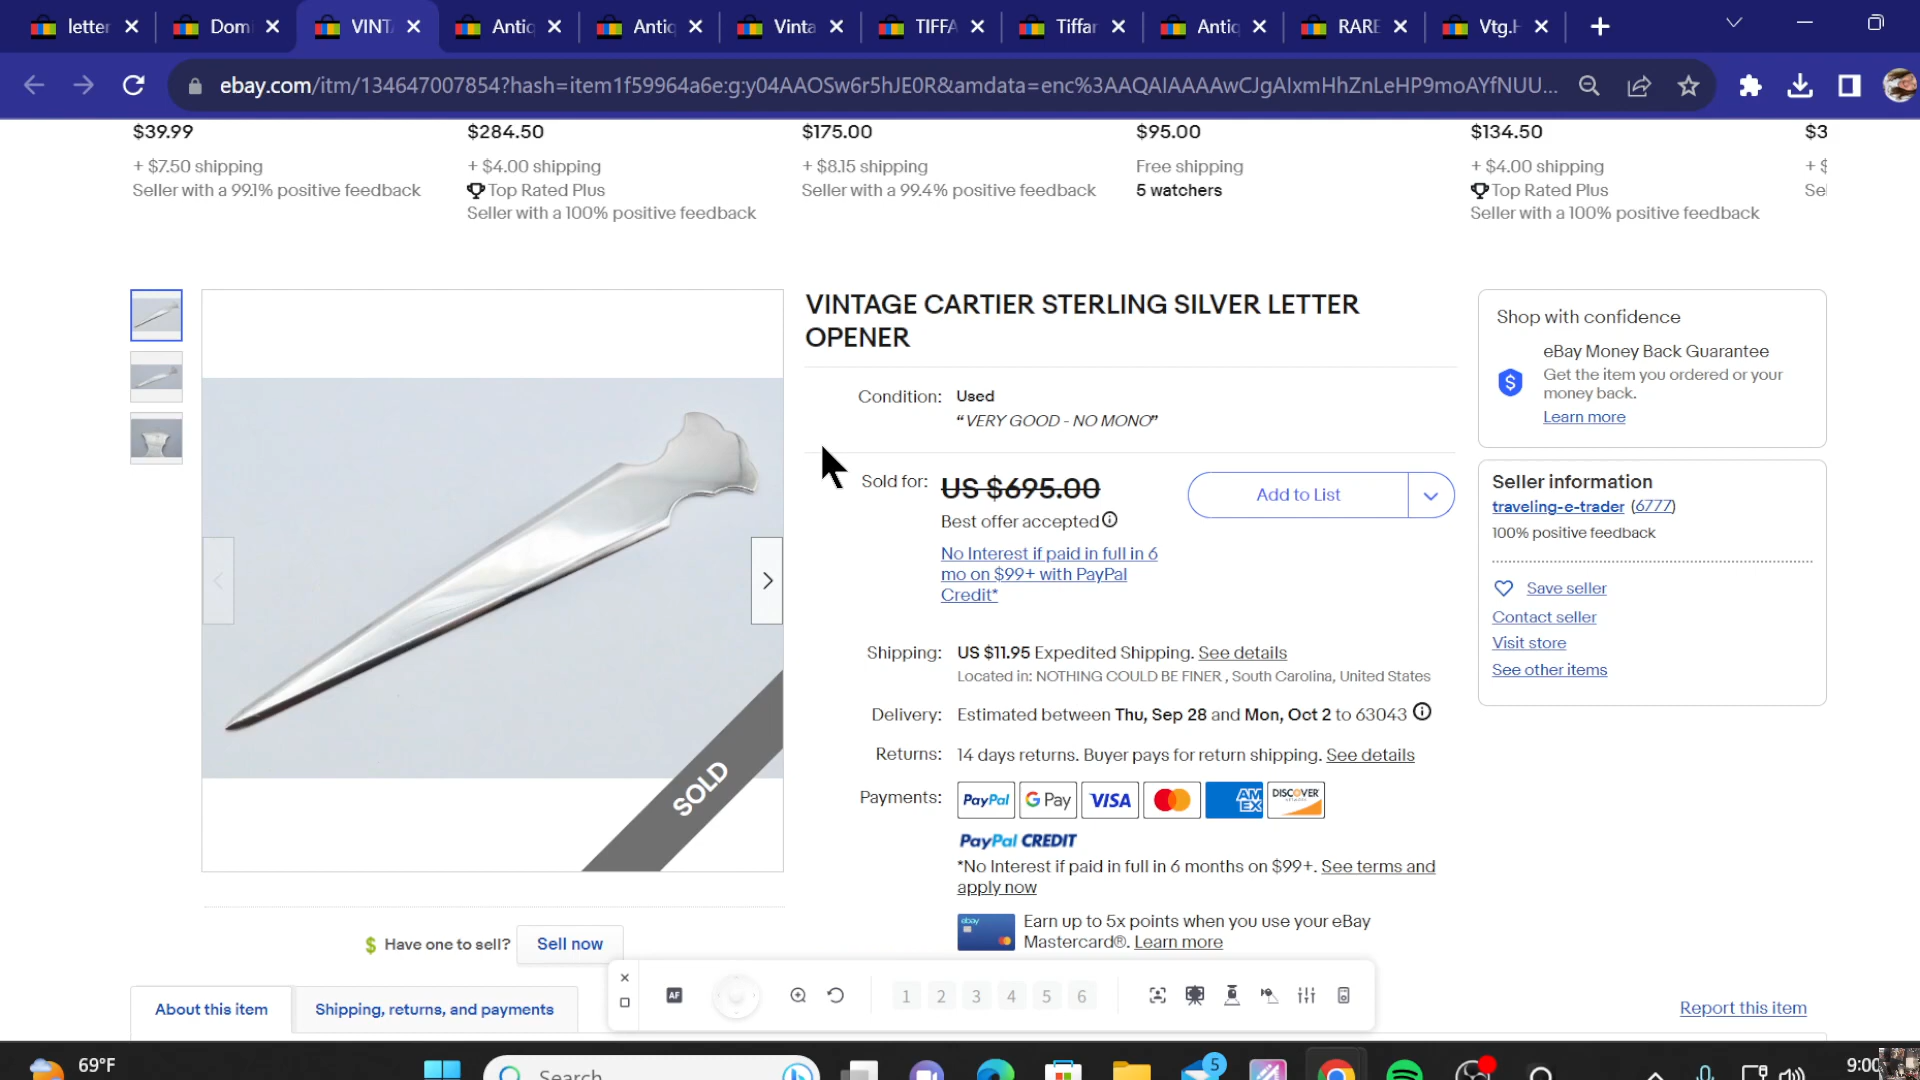 letter
Dom
VINT
Antiq
Antiq
Vinta
TIFFA
Tiffar
Antiq
RARE
Vtg.H
ebay.com/itm/134647007854?hash=item1f59964a6e:g:y04AAOSw6r5hJE0R&amdata=enc%3AAQAIAAAAwCJgAIxmHhZnLeHP9moAYfNUU...
$39.99
+ $7.50 shipping
Seller with a 99.1% positive feedback
$284.50
+ $4.00 shipping
Top Rated Plus
Seller with a 100% positive feedback
$175.00
+ $8.15 shipping
Seller with a 99.4% positive feedback
$95.00
Free shipping
5 watchers
$134.50
+ $4.00 shipping
Top Rated Plus
Seller with a 100% positive feedback
$3
+ $
Sel
VINTAGE CARTIER STERLING SILVER LETTER
OPENER
Condition: Used
“VERY GOOD - NO MONO”
Sold for: US $695.00
Best offer accepted
No Interest if paid in full in 6
mo on $99+ with PayPal
Credit*
Add to List
Shipping: US $11.95 Expedited Shipping. See details
Located in: NOTHING COULD BE FINER , South Carolina, United States
Delivery: Estimated between Thu, Sep 28 and Mon, Oct 2 to 63043
Returns: 14 days returns. Buyer pays for return shipping. See details
Payments: PayPal G Pay VISA AM EX DISCOVER
PayPal CREDIT
*No Interest if paid in full in 6 months on $99+. See terms and
apply now
ebay
Earn up to 5x points when you use your eBay
Mastercard®. Learn more
Shop with confidence
eBay Money Back Guarantee
Get the item you ordered or your
money back.
Learn more
Seller information
traveling-e-trader (6777)
100% positive feedback
Save seller
Contact seller
Visit store
See other items
SOLD
Have one to sell? Sell now
AF 1 2 3 4 5 6
About this item
Shipping, returns, and payments
Report this item
69°F
Search
5
9:00